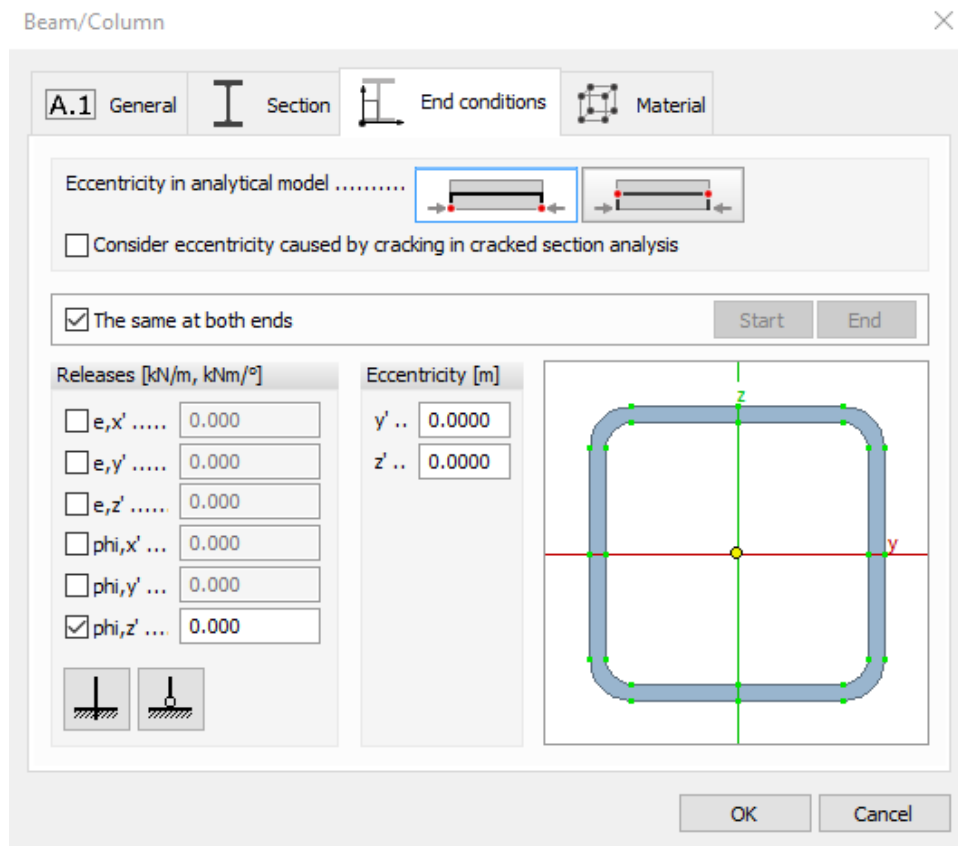 Beam/Column
A.1 General
Section
End conditions
Material
Eccentricity in analytical model ..........
Consider eccentricity caused by cracking in cracked section analysis
The same at both ends
Start
End
Releases [kN/m, kNm/°]
e,x' ..... 0.000
e,y' ..... 0.000
e,z' ...... 0.000
phi,x' ... 0.000
phi,y' ... 0.000
phi,z' .... 0.000
Eccentricity [m]
y' .. 0.0000
z' .. 0.0000
z
y
OK
Cancel